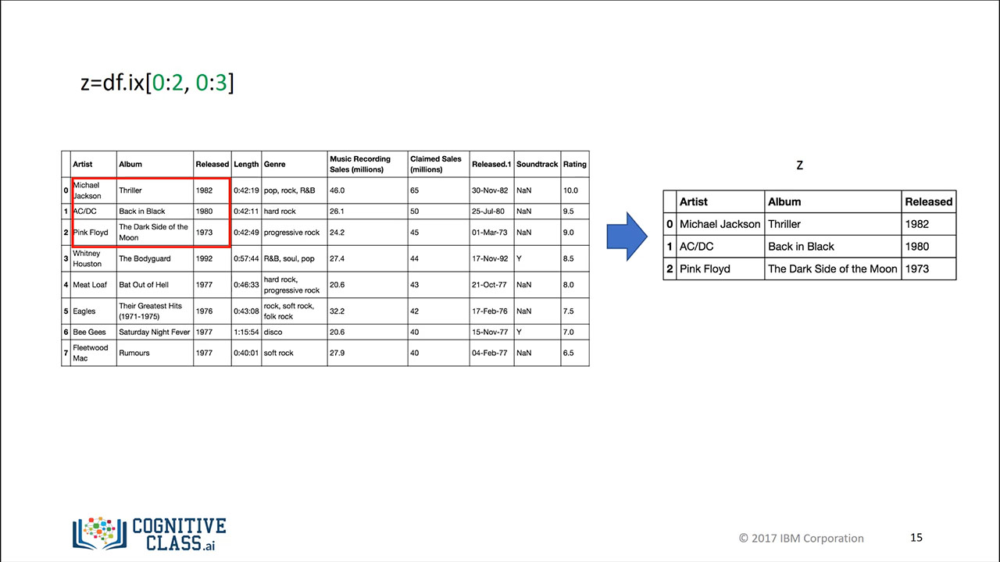 z=df.ix[0:2, 0:3]
Artist Album Released Length Genre Music Recording Sales (millions) Claimed Sales (millions) Released.1 Soundtrack Rating
0 Michael Jackson Thriller 1982 0:42:19 pop, rock, R&B 46.0 65 30-Nov-82 NaN 10.0
1 AC/DC Back in Black 1980 0:42:11 hard rock 26.1 50 25-Jul-80 NaN 9.5
2 Pink Floyd The Dark Side of the Moon 1973 0:42:49 progressive rock 24.2 45 01-Mar-73 NaN 9.0
3 Whitney Houston The Bodyguard 1992 0:57:44 R&B, soul, pop 27.4 44 17-Nov-92 Y 8.5
4 Meat Loaf Bat Out of Hell 1977 0:46:33 hard rock, progressive rock 20.6 43 21-Oct-77 NaN 8.0
5 Eagles Their Greatest Hits (1971-1975) 1976 0:43:08 rock, soft rock, folk rock 32.2 42 17-Feb-76 NaN 7.5
6 Bee Gees Saturday Night Fever 1977 1:15:54 disco 20.6 40 15-Nov-77 Y 7.0
7 Fleetwood Mac Rumours 1977 0:40:01 soft rock 27.9 40 04-Feb-77 NaN 6.5
z
Artist Album Released
0 Michael Jackson Thriller 1982
1 AC/DC Back in Black 1980
2 Pink Floyd The Dark Side of the Moon 1973
COGNITIVE
CLASS.ai
© 2017 IBM Corporation 15